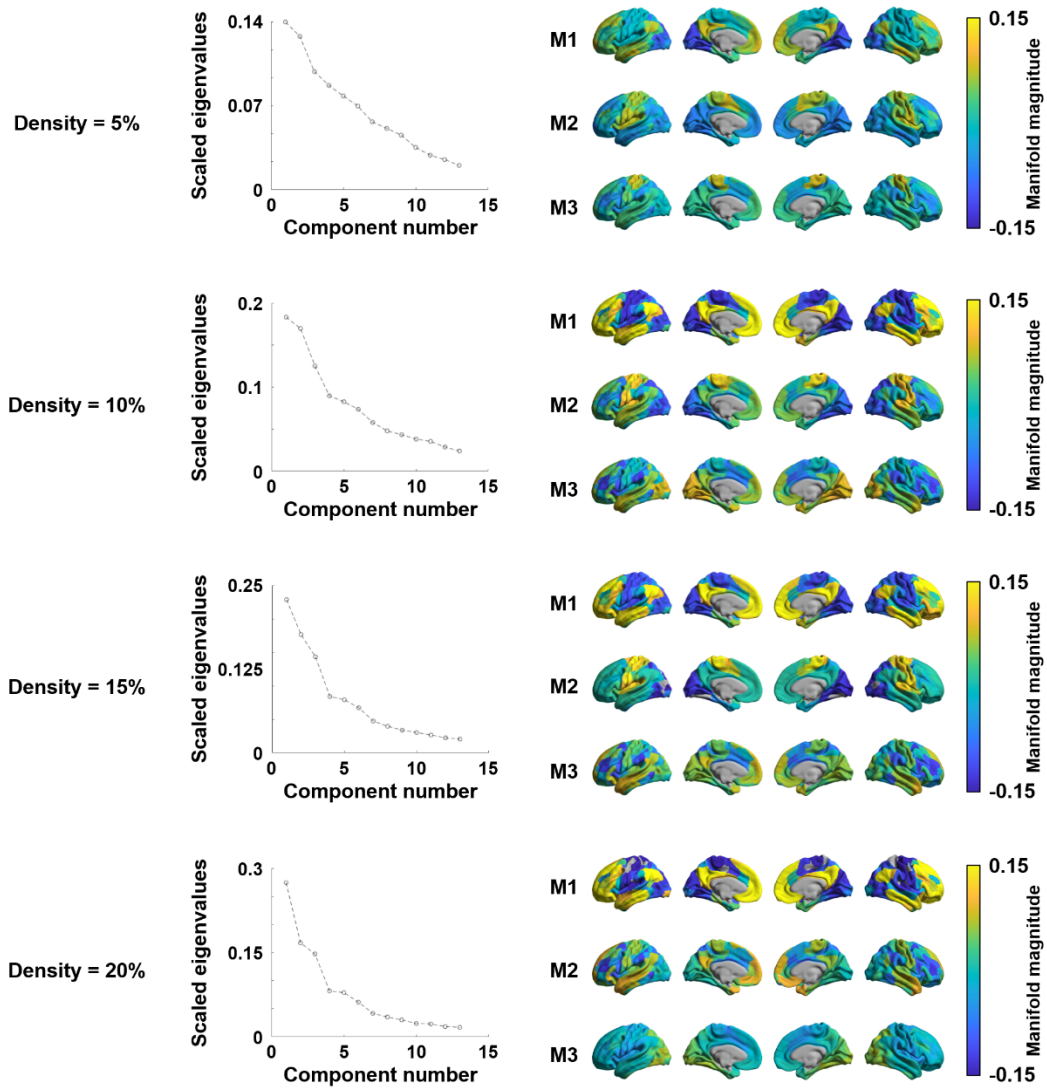 Density = 5%
Scaled eigenvalues
0.14
0.07
0
0 5 10 15
Component number
M1
M2
M3
0.15
-0.15
Manifold magnitude
Density = 10%
Scaled eigenvalues
0.2
0.1
0
0 5 10 15
Component number
M1
M2
M3
0.15
-0.15
Manifold magnitude
Density = 15%
Scaled eigenvalues
0.25
0.125
0
0 5 10 15
Component number
M1
M2
M3
0.15
-0.15
Manifold magnitude
Density = 20%
Scaled eigenvalues
0.3
0.15
0
0 5 10 15
Component number
M1
M2
M3
0.15
-0.15
Manifold magnitude